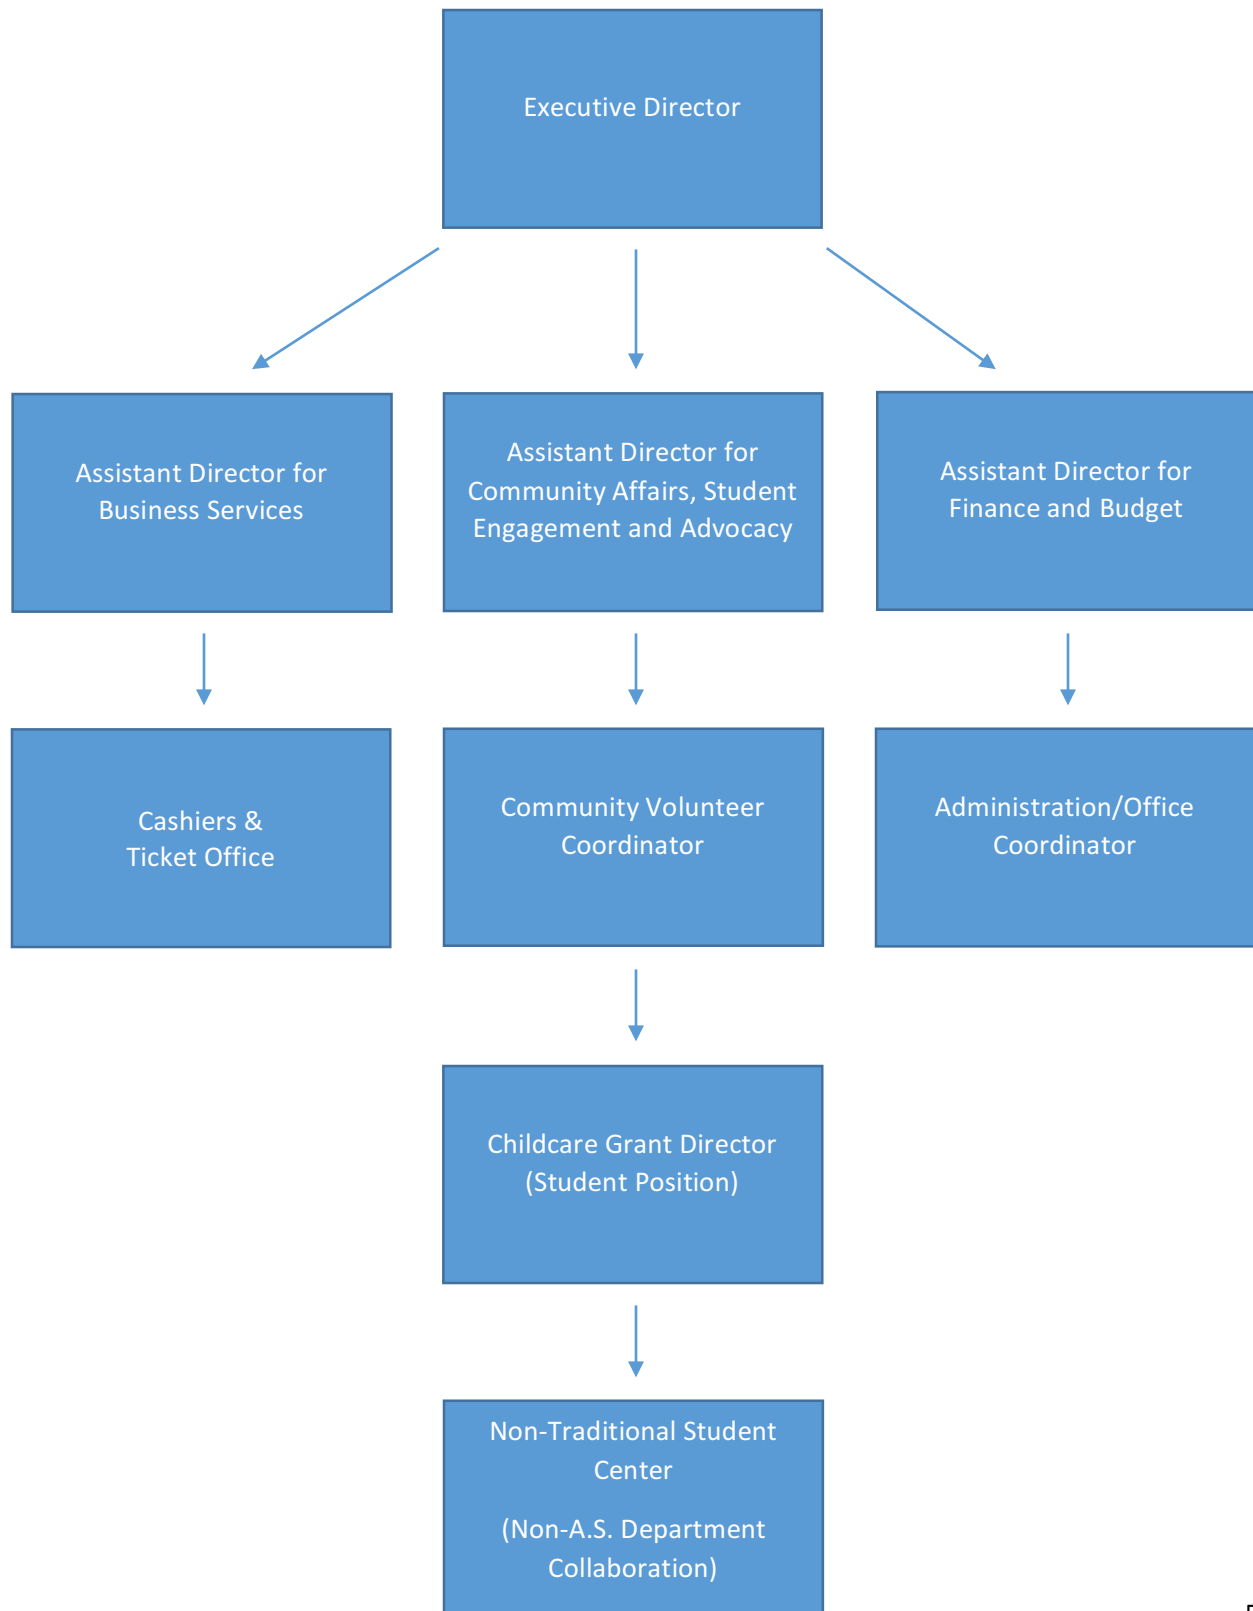 Executive Director
Assistant Director for
Business Services
Assistant Director for
Community Affairs, Student
Engagement and Advocacy
Assistant Director for
Finance and Budget
Cashiers &
Ticket Office
Community Volunteer
Coordinator
Administration/Office
Coordinator
Childcare Grant Director
(Student Position)
Non-Traditional Student
Center
(Non-A.S. Department
Collaboration)